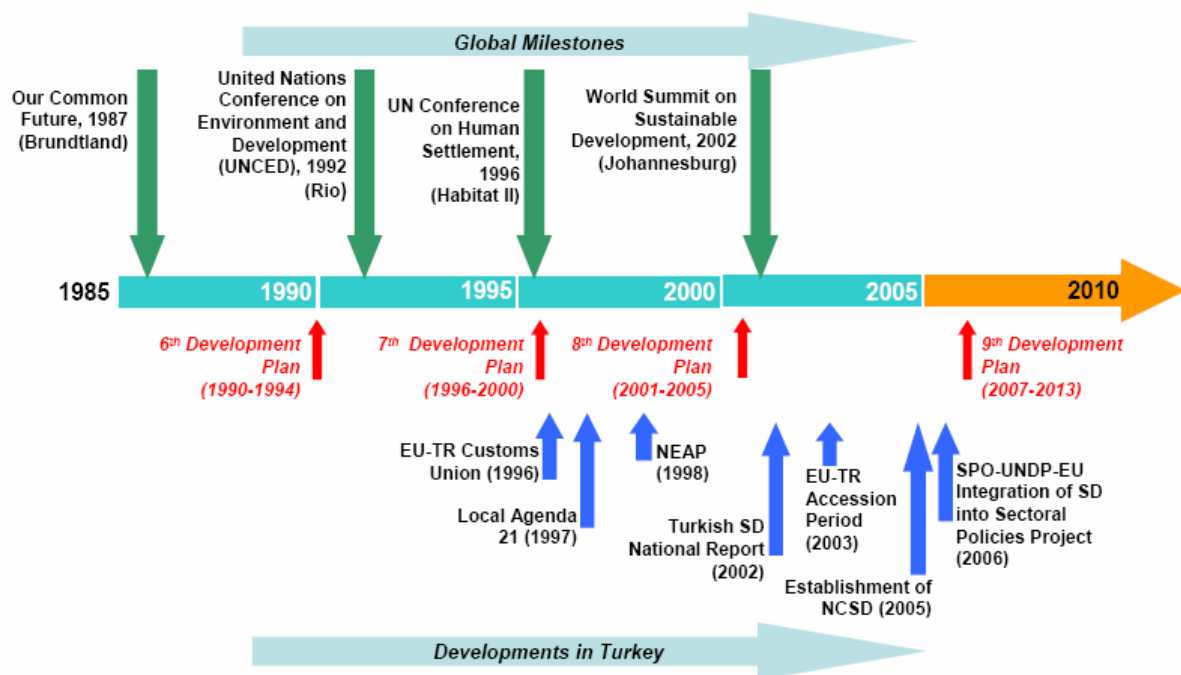 Global Milestones
Our Common
Future, 1987
(Brundtland)
United Nations
Conference on
Environment and
Development
(UNCED), 1992
(Rio)
UN Conference
on Human
Settlement,
1996
(Habitat II)
World Summit on
Sustainable
Development, 2002
(Johannesburg)
1985 1990 1995 2000 2005 2010
6th Development
Plan
(1990-1994)
7th Development
Plan
(1996-2000)
8th Development
Plan
(2001-2005)
9th Development
Plan
(2007-2013)
EU-TR Customs
Union (1996)
Local Agenda
21 (1997)
NEAP
(1998)
Turkish SD
National Report
(2002)
EU-TR
Accession
Period
(2003)
Establishment of
NCSD (2005)
SPO-UNDP-EU
Integration of SD
into Sectoral
Policies Project
(2006)
Developments in Turkey